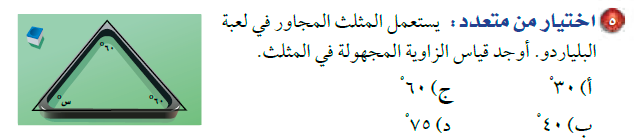 ٥ اختيار من متعدد: يستعمل المثلث المجاور في لعبة
البلياردو. أوجد قياس الزاوية المجهولة في المثلث.
أ) ٣٠° ج) ٦٠°
ب) ٤٠° د) ٧٥°
٦٠°
س° ٦٠°